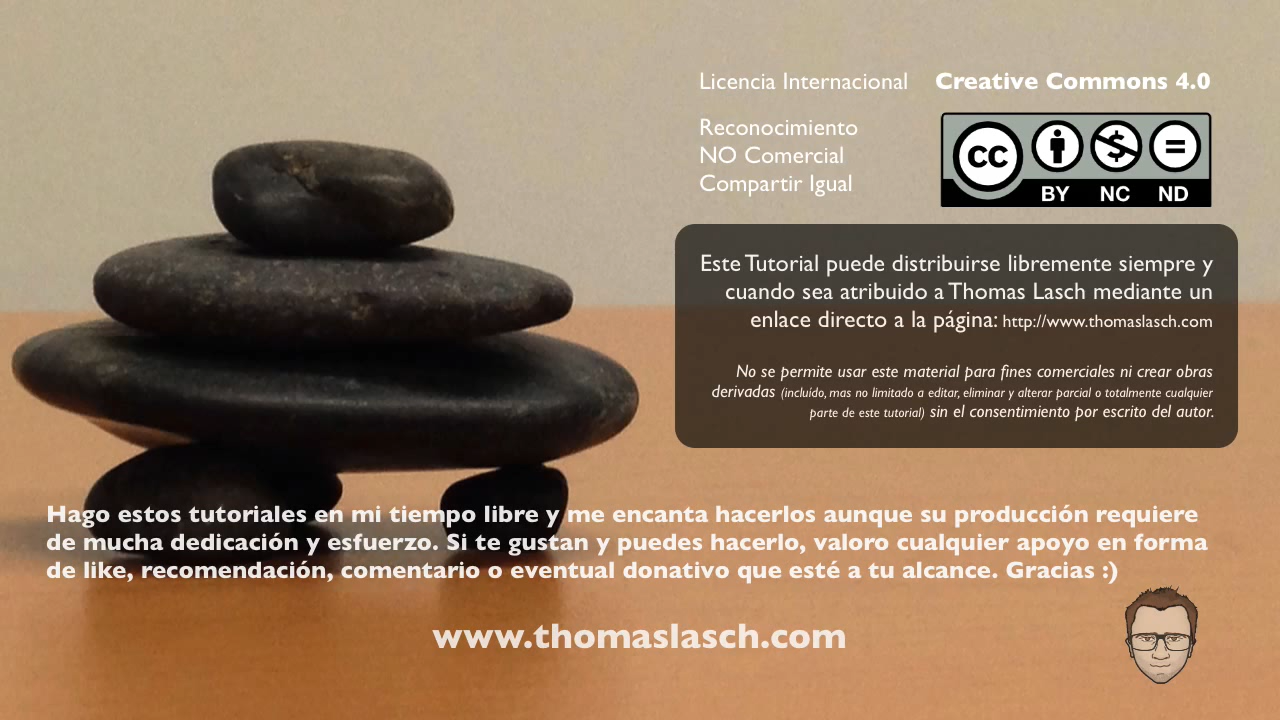 Licencia Internacional Creative Commons 4.0
Reconocimiento
NO Comercial
Compartir Igual
CC
BY NC ND
Este Tutorial puede distribuirse libremente siempre y
cuando sea atribuido a Thomas Lasch mediante un
enlace directo a la página: http://www.thomaslasch.com
No se permite usar este material para fines comerciales ni crear obras
derivadas (incluído, mas no limitado a editar, eliminar y alterar parcial o totalmente cualquier
parte de este tutorial) sin el consentimiento por escrito del autor.
Hago estos tutoriales en mi tiempo libre y me encanta hacerlos aunque su producción requiere
de mucha dedicación y esfuerzo. Si te gustan y puedes hacerlo, valoro cualquier apoyo en forma
de like, recomendación, comentario o eventual donativo que esté a tu alcance. Gracias :)
www.thomaslasch.com